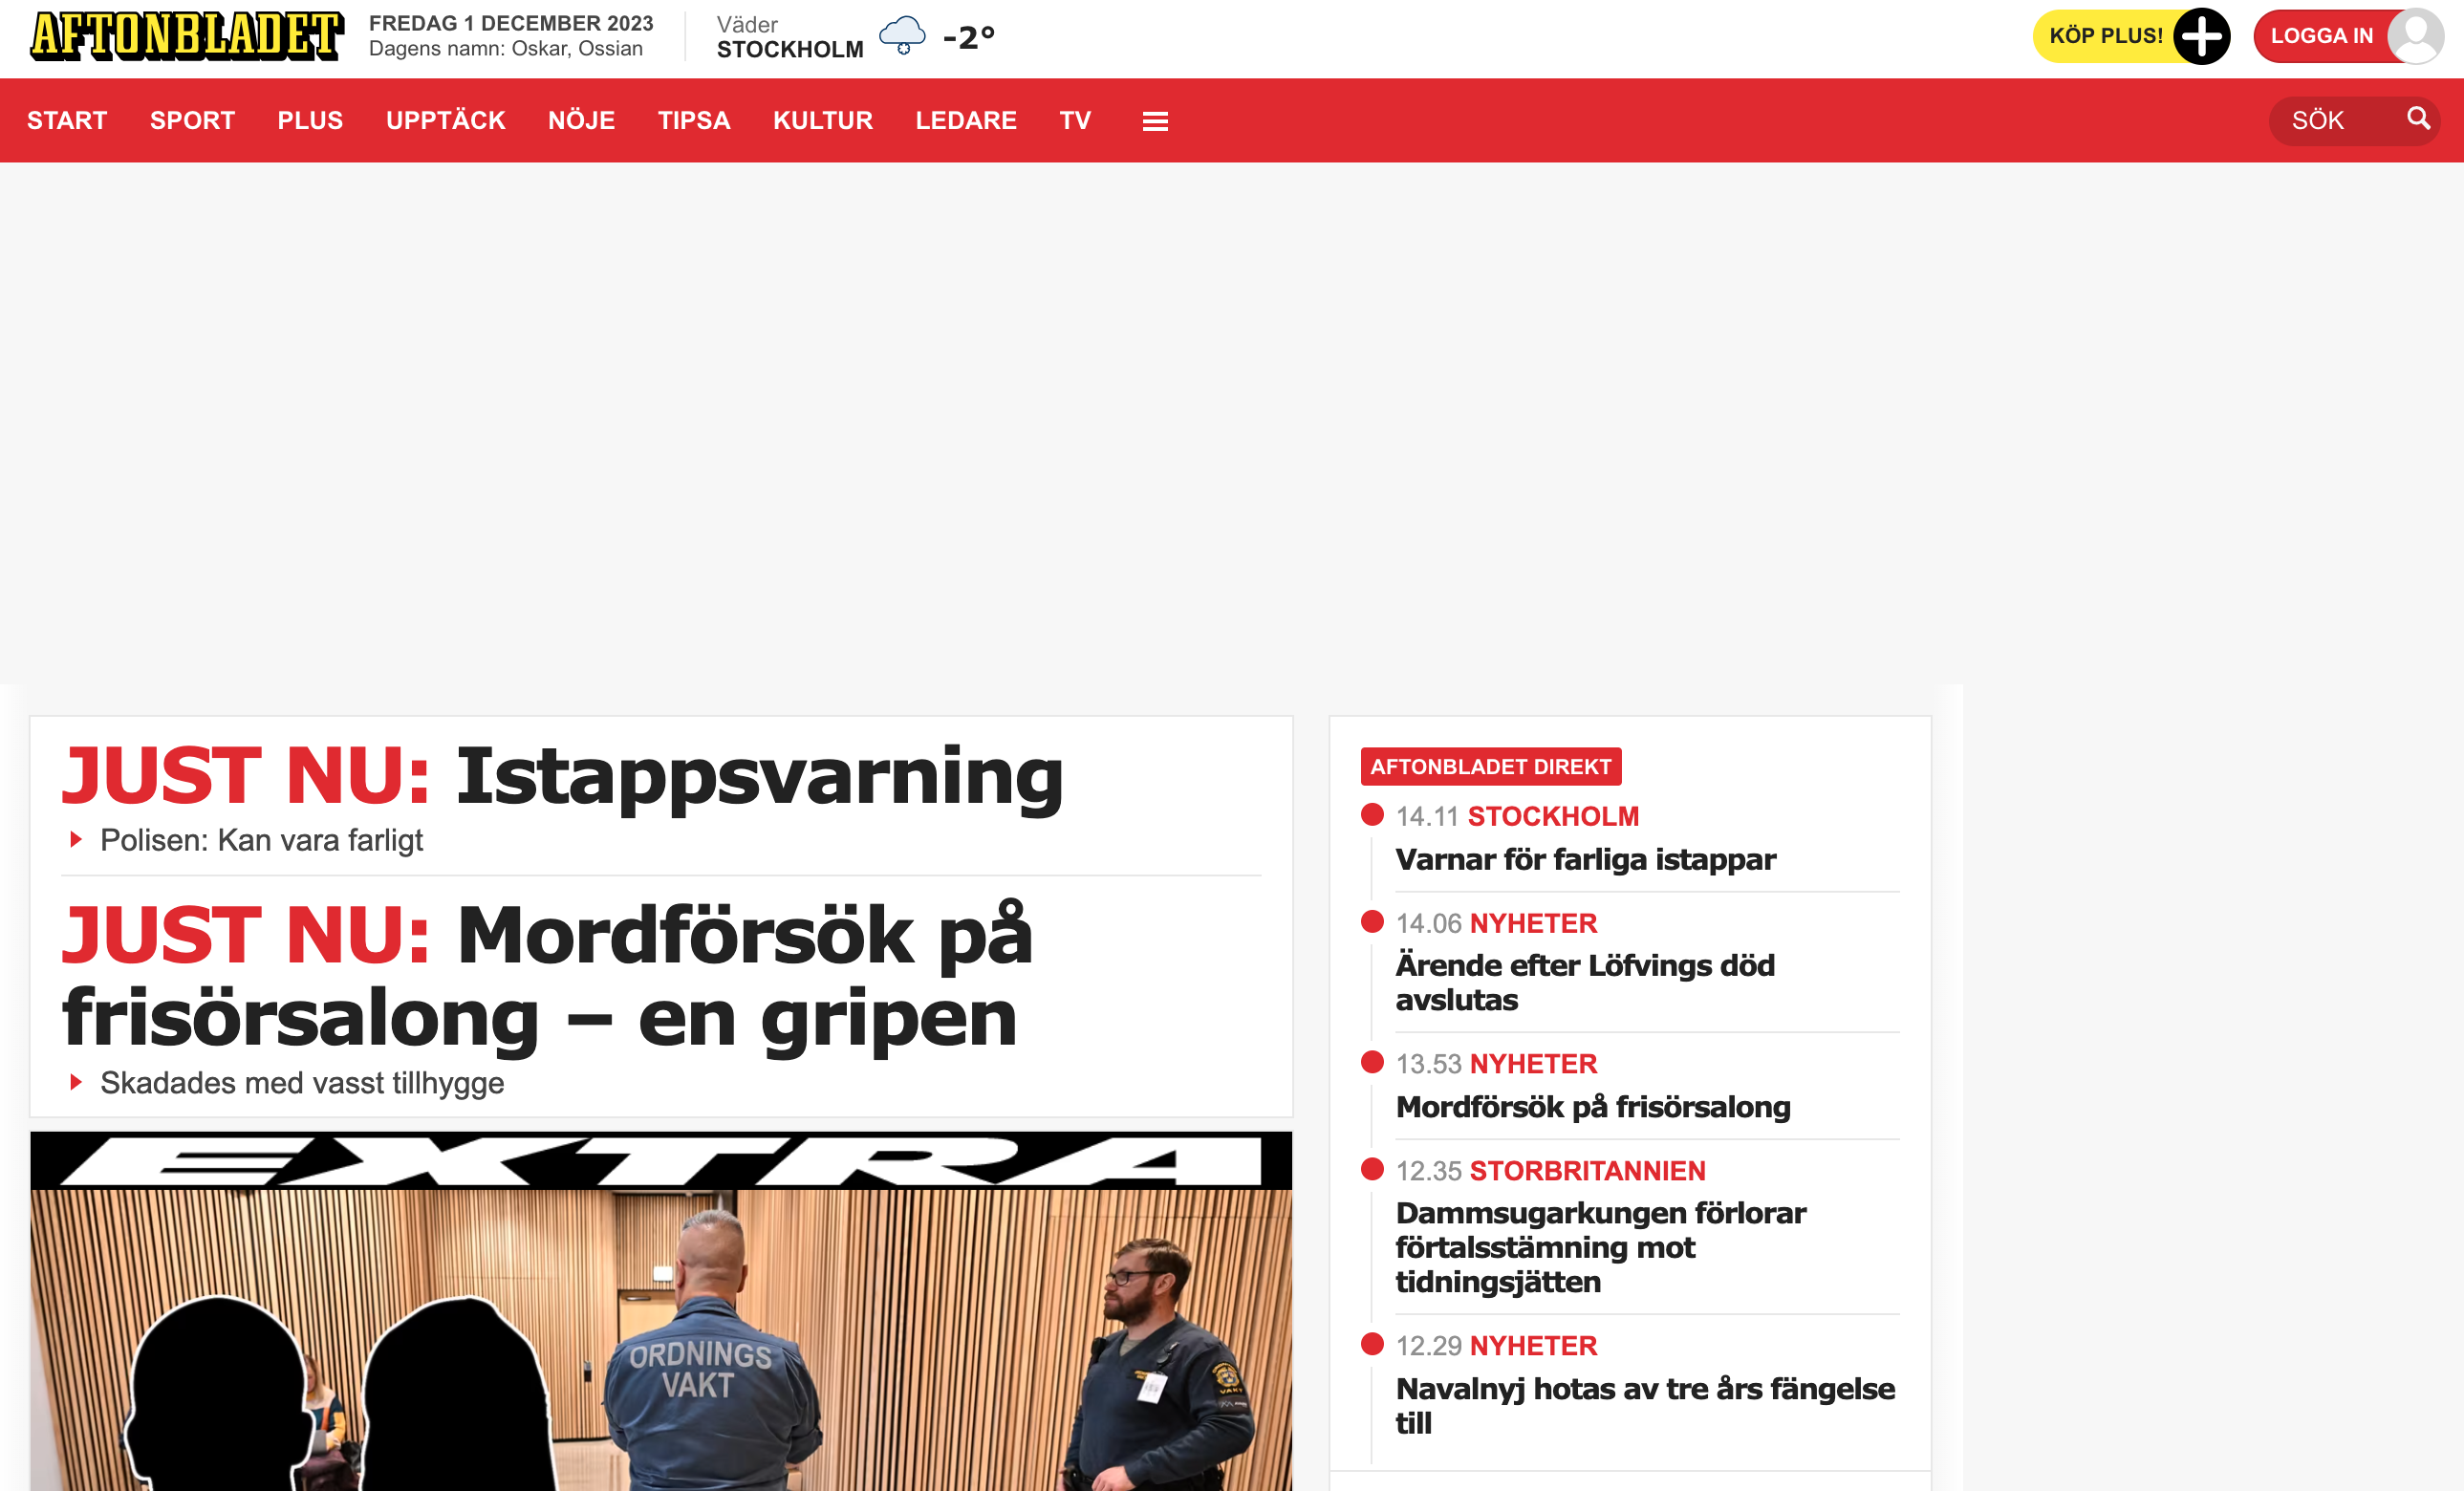 AFTONBLADET
FREDAG 1 DECEMBER 2023
Dagens namn: Oskar, Ossian
Väder
STOCKHOLM
-2°
KÖP PLUS!
LOGGA IN
START SPORT PLUS UPPTÄCK NÖJE TIPSA KULTUR LEDARE TV
SÖK
JUST NU: Istappsvarning
Polisen: Kan vara farligt
JUST NU: Mordförsök på
frisörsalong – en gripen
Skadades med vasst tillhygge
EXTRA
ORDNINGS
VAKT
AFTONBLADET DIREKT
14.11 STOCKHOLM
Varnar för farliga istappar
14.06 NYHETER
Ärende efter Löfvings död
avslutas
13.53 NYHETER
Mordförsök på frisörsalong
12.35 STORBRITANNIEN
Dammsugarkungen förlorar
förtalsstämning mot
tidningsjätten
12.29 NYHETER
Navalnyj hotas av tre års fängelse
till